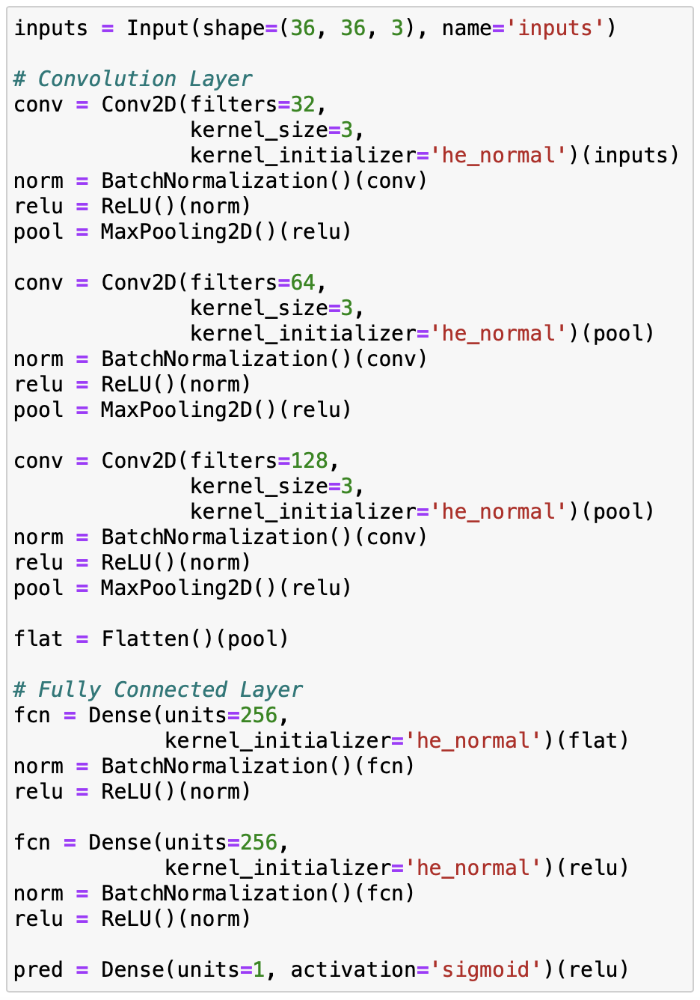 inputs = Input(shape=(36, 36, 3), name='inputs')

# Convolution Layer
conv = Conv2D(filters=32,
              kernel_size=3,
              kernel_initializer='he_normal')(inputs)
norm = BatchNormalization()(conv)
relu = ReLU()(norm)
pool = MaxPooling2D()(relu)

conv = Conv2D(filters=64,
              kernel_size=3,
              kernel_initializer='he_normal')(pool)
norm = BatchNormalization()(conv)
relu = ReLU()(norm)
pool = MaxPooling2D()(relu)

conv = Conv2D(filters=128,
              kernel_size=3,
              kernel_initializer='he_normal')(pool)
norm = BatchNormalization()(conv)
relu = ReLU()(norm)
pool = MaxPooling2D()(relu)

flat = Flatten()(pool)

# Fully Connected Layer
fcn = Dense(units=256,
            kernel_initializer='he_normal')(flat)
norm = BatchNormalization()(fcn)
relu = ReLU()(norm)

fcn = Dense(units=256,
            kernel_initializer='he_normal')(relu)
norm = BatchNormalization()(fcn)
relu = ReLU()(norm)

pred = Dense(units=1, activation='sigmoid')(relu)